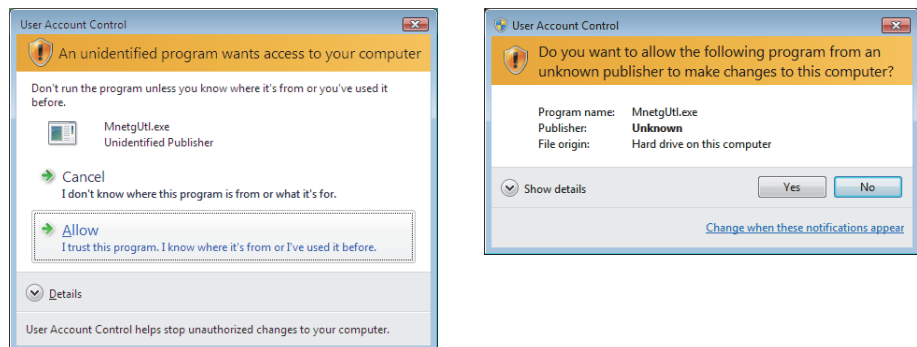 User Account Control
An unidentified program wants access to your computer
Don't run the program unless you know where it's from or you've used it
before.
MnetgUtl.exe
Unidentified Publisher
Cancel
I don't know where this program is from or what it's for.
Allow
I trust this program. I know where it's from or I've used it before.
Details
User Account Control helps stop unauthorized changes to your computer.
User Account Control
Do you want to allow the following program from an
unknown publisher to make changes to this computer?
Program name: MnetgUtl.exe
Publisher: Unknown
File origin: Hard drive on this computer
Show details Yes No
Change when these notifications appear